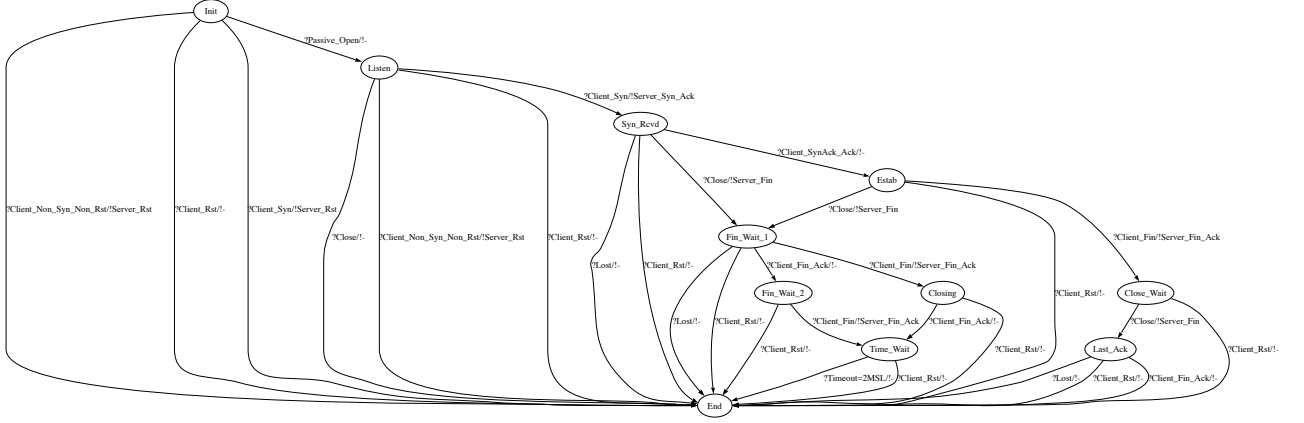 Init
?Passive_Open/!-
Listen
?Client_Syn/!Server_Syn_Ack
Syn_Rcvd
?Client_SynAck_Ack/!-
?Close/!Server_Fin
Estab
?Client_Non_Syn_Non_Rst/!Server_Rst
?Client_Rst/!-
?Client_Syn/!Server_Rst
?Close/!Server_Fin
Fin_Wait_1
?Close/!-
?Client_Non_Syn_Non_Rst/!Server_Rst
?Client_Rst/!-
?Client_Fin/!Server_Fin_Ack
?Lost/!-
?Client_Rst/!-
?Client_Fin_Ack/!-
?Client_Fin/!Server_Fin_Ack
Fin_Wait_2
Closing
?Client_Rst/!-
Close_Wait
?Lost/!-
?Client_Rst/!-
?Client_Fin/!Server_Fin_Ack
?Client_Fin_Ack/!-
?Close/!Server_Fin
?Client_Rst/!-
Time_Wait
?Client_Rst/!-
Last_Ack
?Client_Rst/!-
?Timeout=2MSL/!-
?Client_Rst/!-
?Lost/!-
?Client_Rst/!-
?Client_Fin_Ack/!-
End